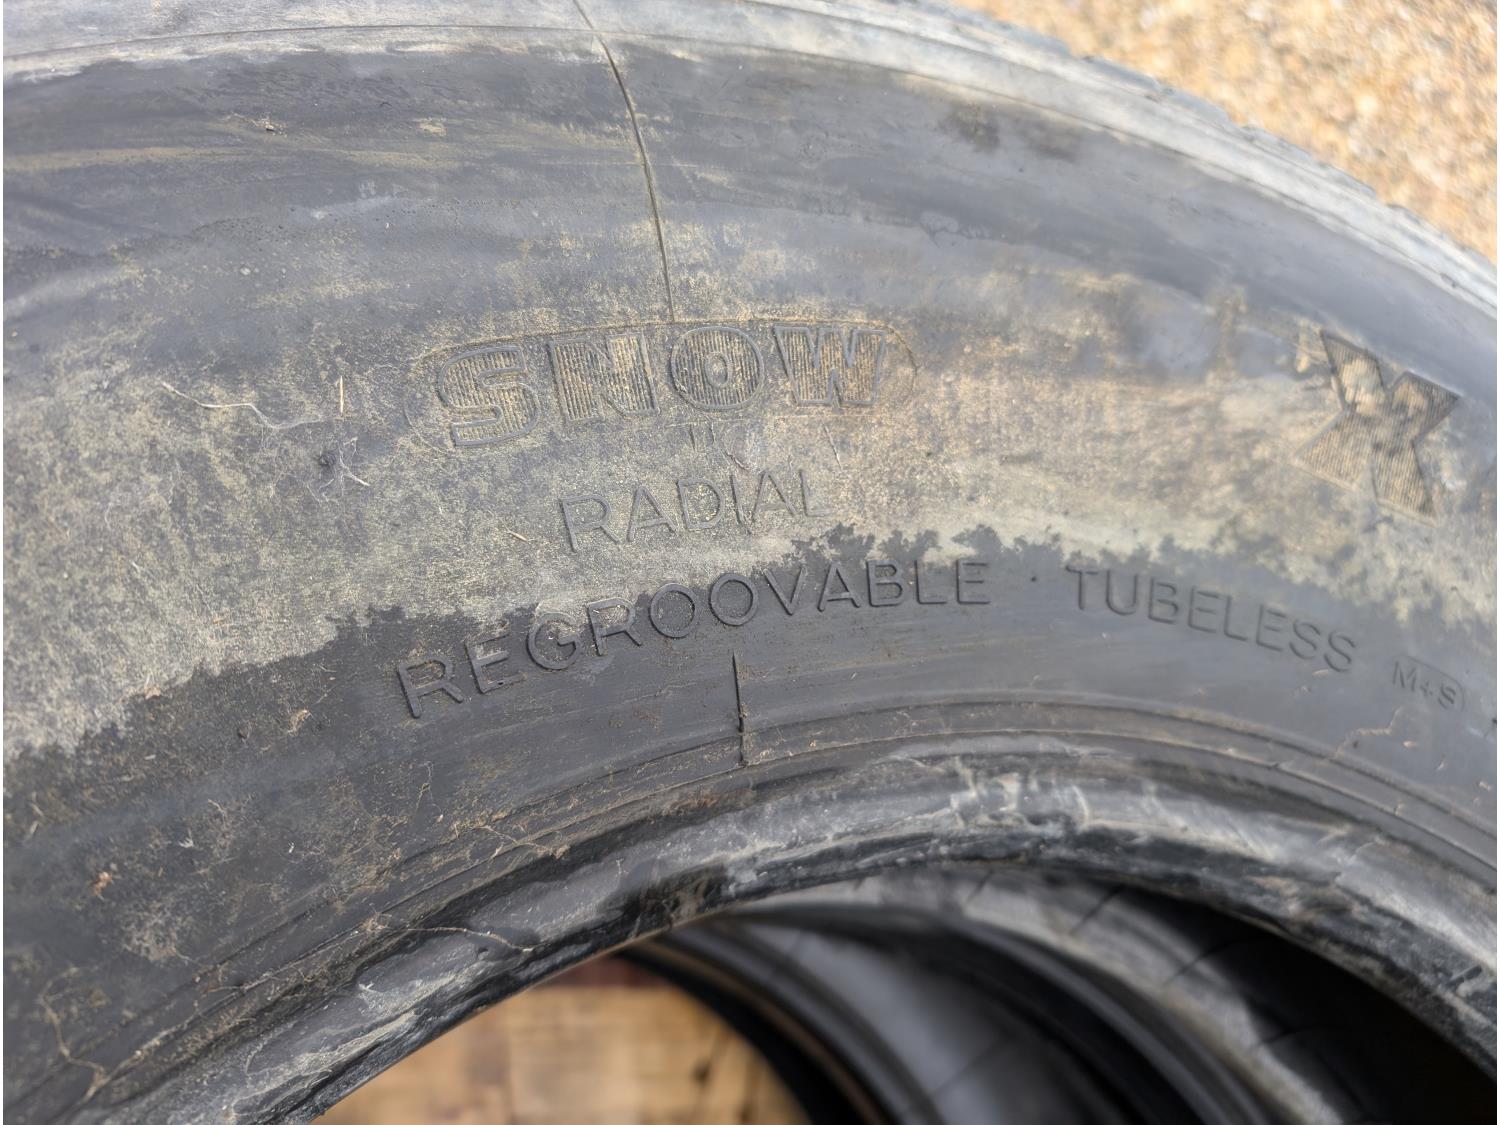 SNOW
X
RADIAL
REGROOVABLE TUBELESS M+S